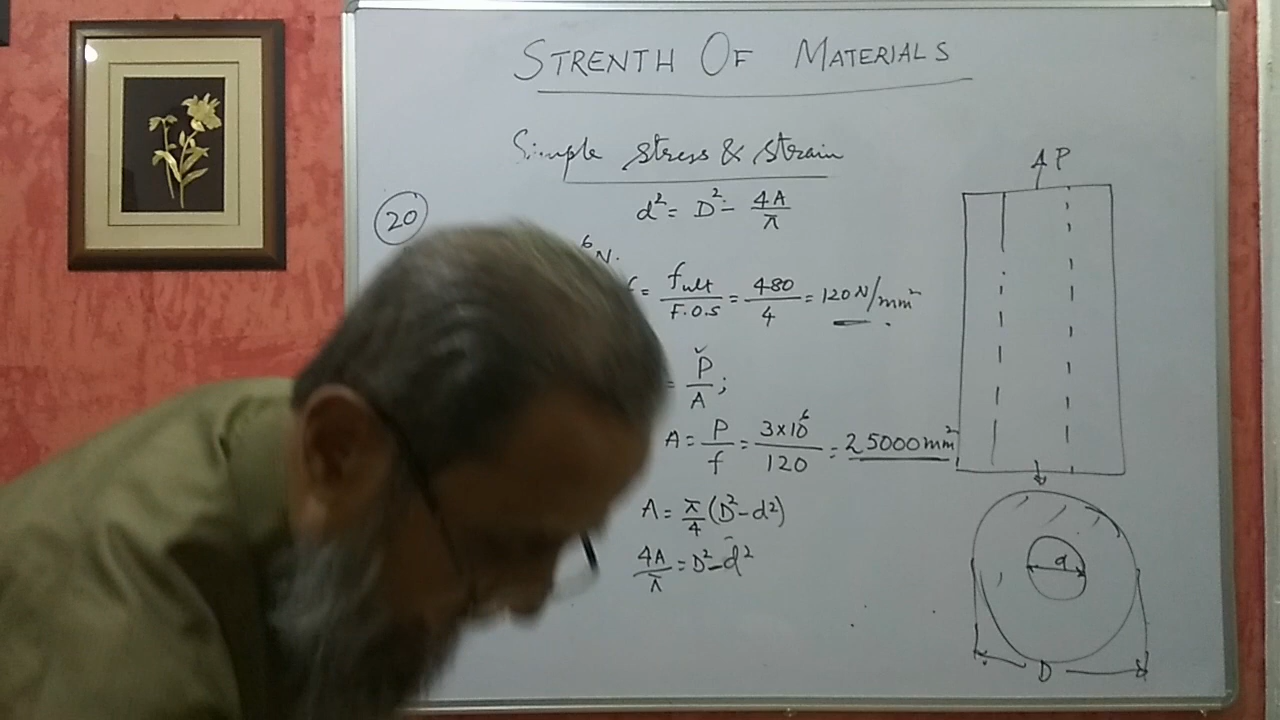 STRENTH OF MATERIALS
Simple stress & strain
d² = D² - 4A/π
20
6 N.
= fult/F.O.S = 480/4 = 120 N/mm²
= P/A ;
A = P/f = 3×10⁶/120 = 25000 mm²
A = π/4 (D² - d²)
4A/π = D² - d²
P
d
D